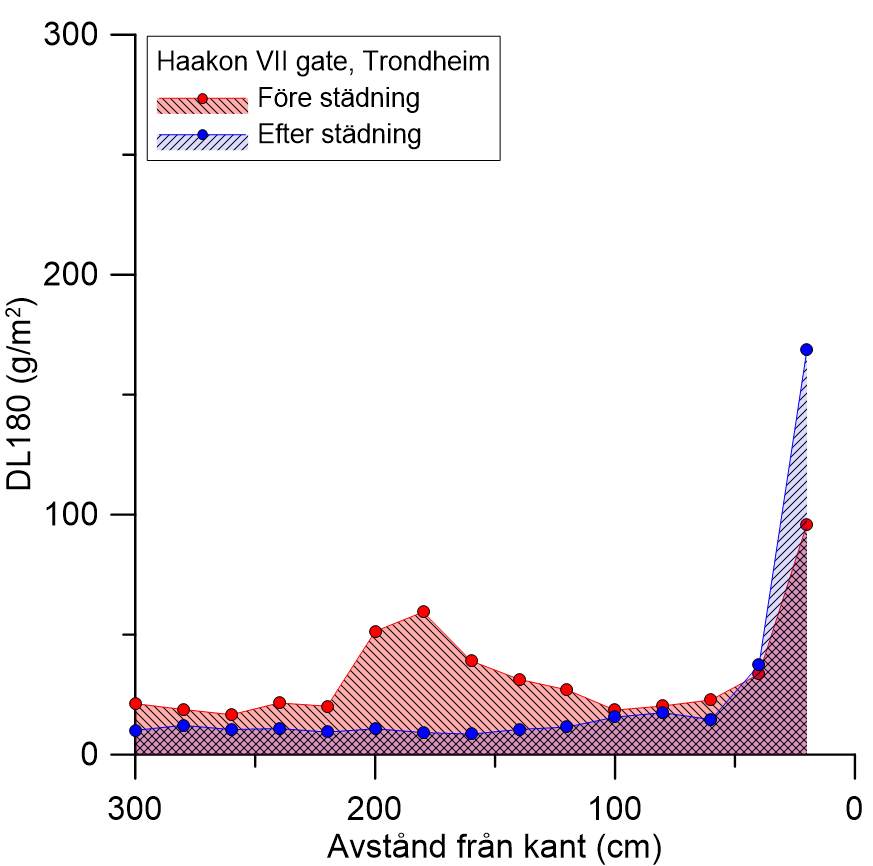 Haakon VII gate, Trondheim
Före städning
Efter städning
300
200
100
0
DL180 (g/m²)
300 200 100 0
Avstånd från kant (cm)